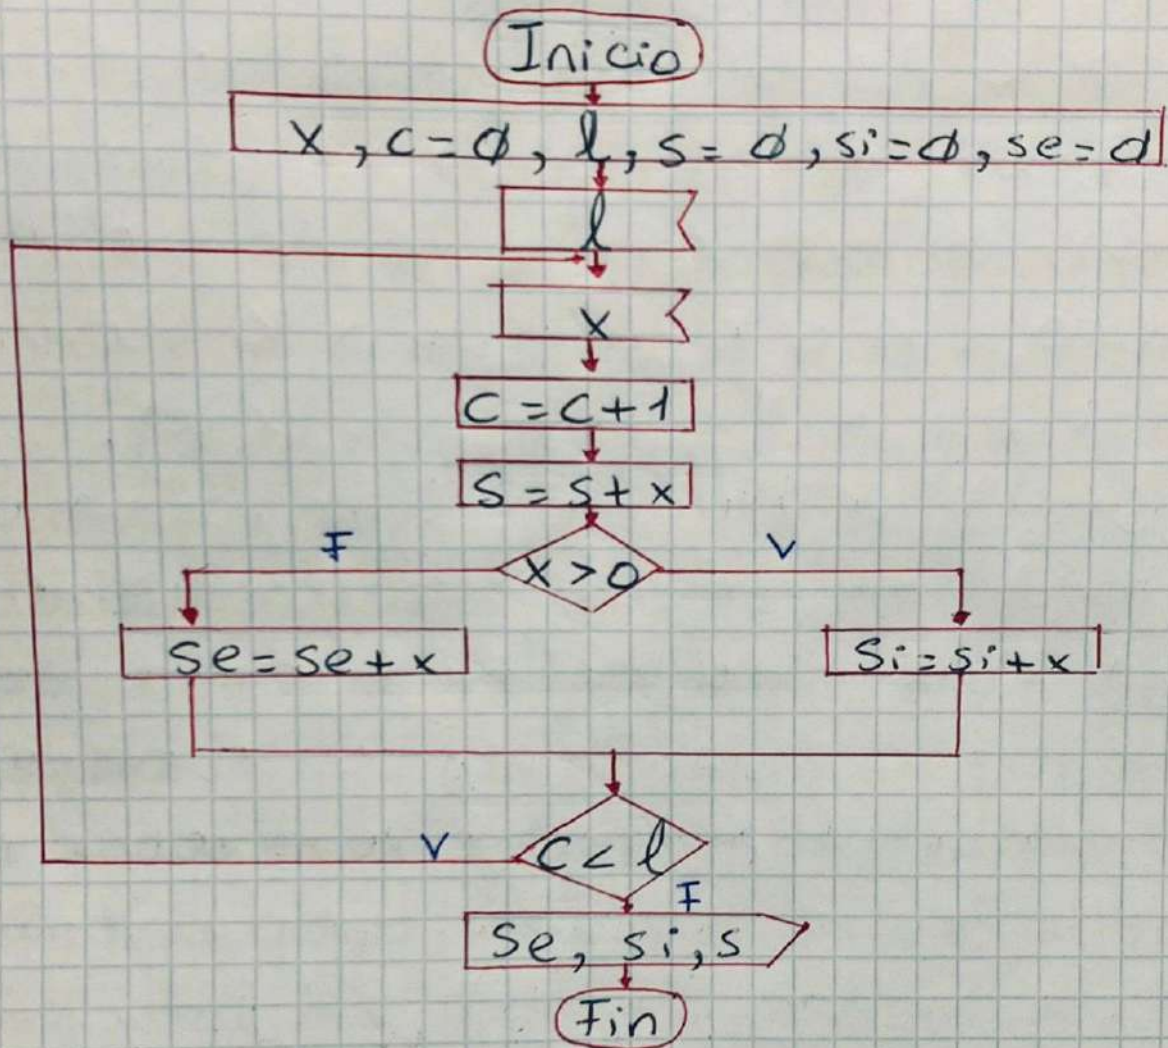 Inicio
x, c=0, l, s=0, si=0, se=0
l
x
c=c+1
s=s+x
F
x>0
V
se=se+x
si=si+x
V
c<l
F
se, si, s
Fin